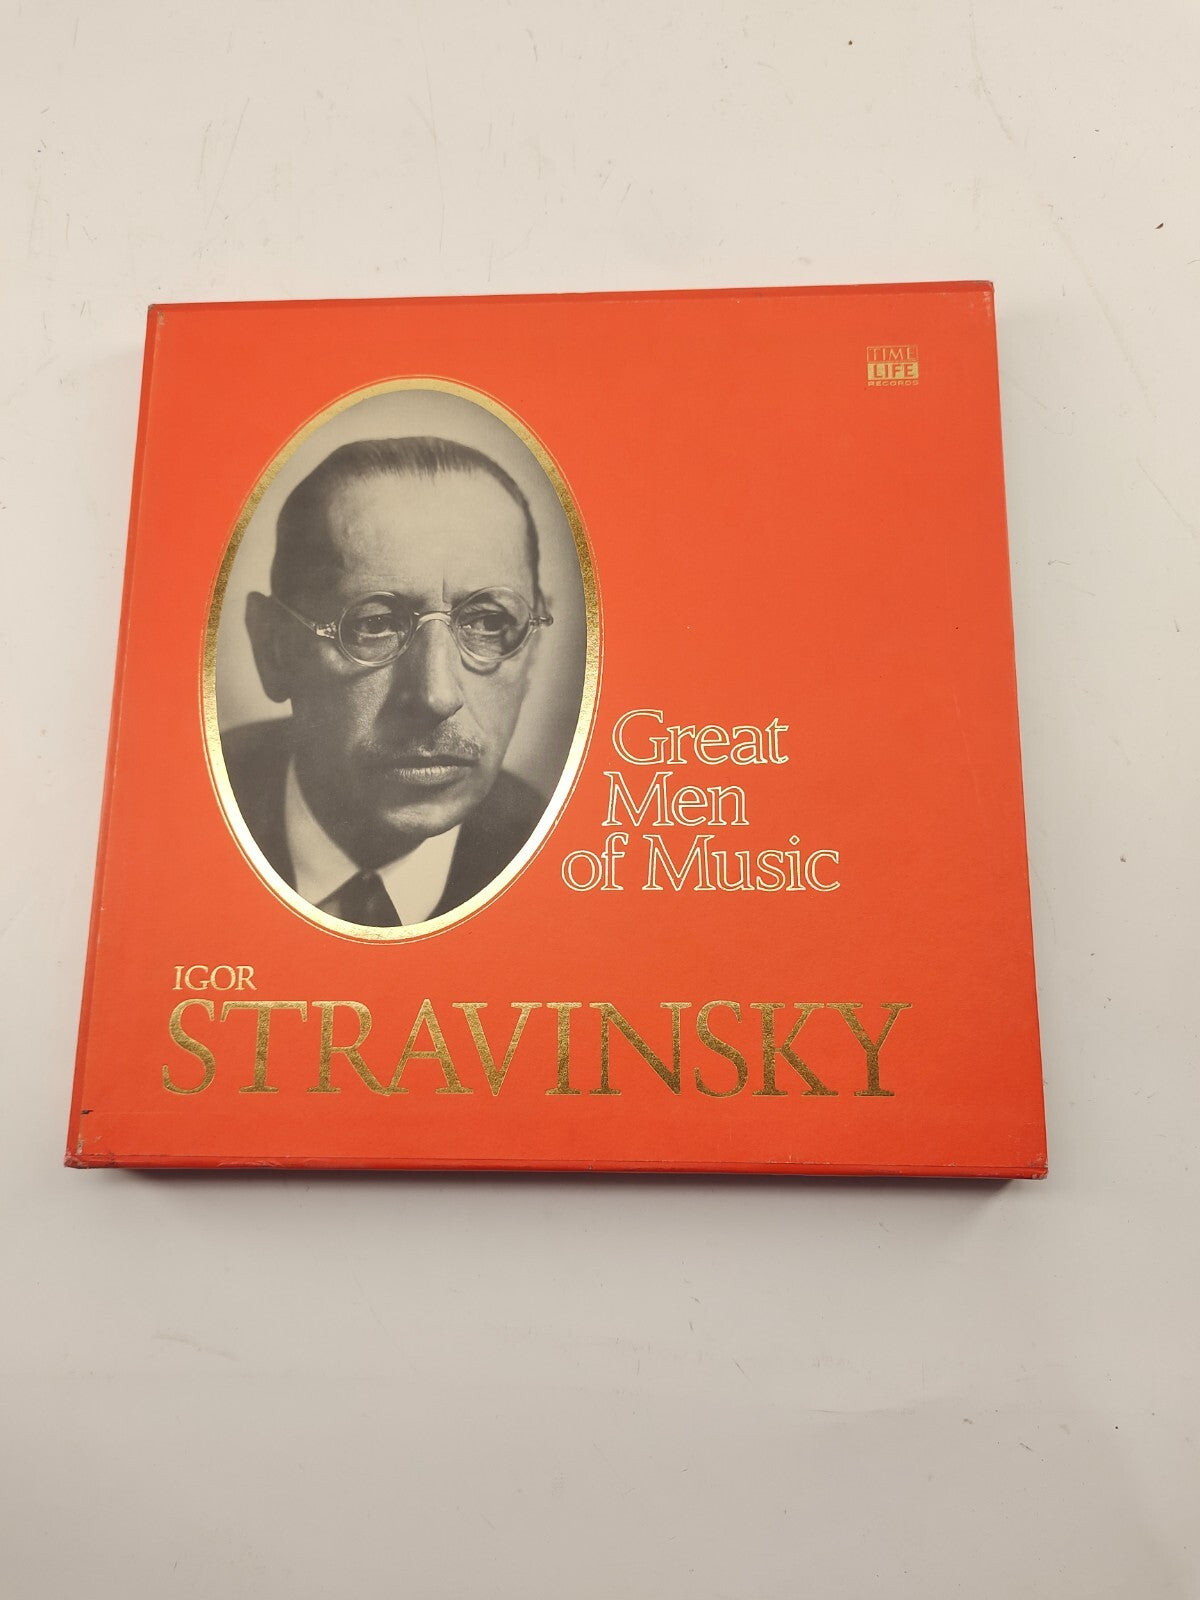 TIME
LIFE
RECORDS
Great
Men
of Music
IGOR
STRAVINSKY